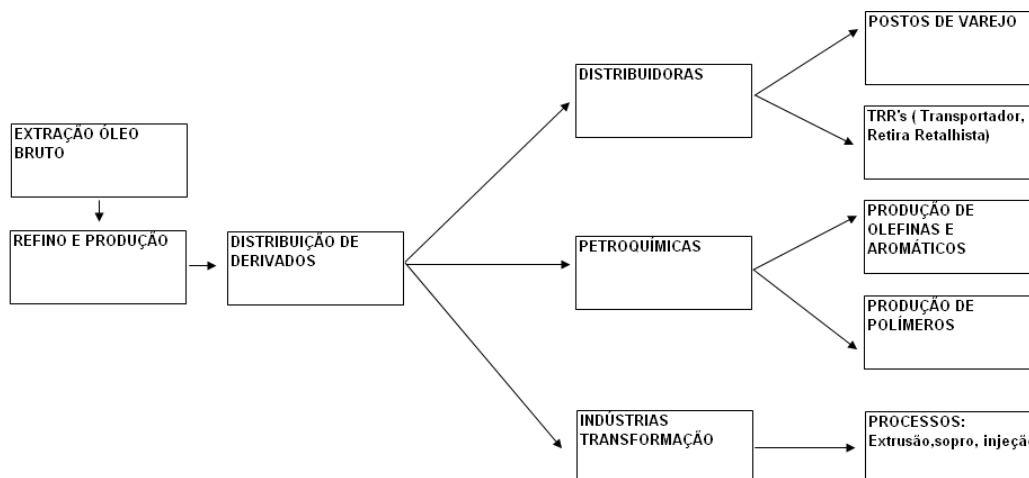 EXTRAÇÃO ÓLEO
BRUTO
REFINO E PRODUÇÃO
DISTRIBUIÇÃO DE
DERIVADOS
DISTRIBUIDORAS
POSTOS DE VAREJO
TRR's ( Transportador,
Retira Retalhista)
PETROQUÍMICAS
PRODUÇÃO DE
OLEFINAS E
AROMÁTICOS
PRODUÇÃO DE
POLÍMEROS
INDÚSTRIAS
TRANSFORMAÇÃO
PROCESSOS:
Extrusão,sopro, injeção